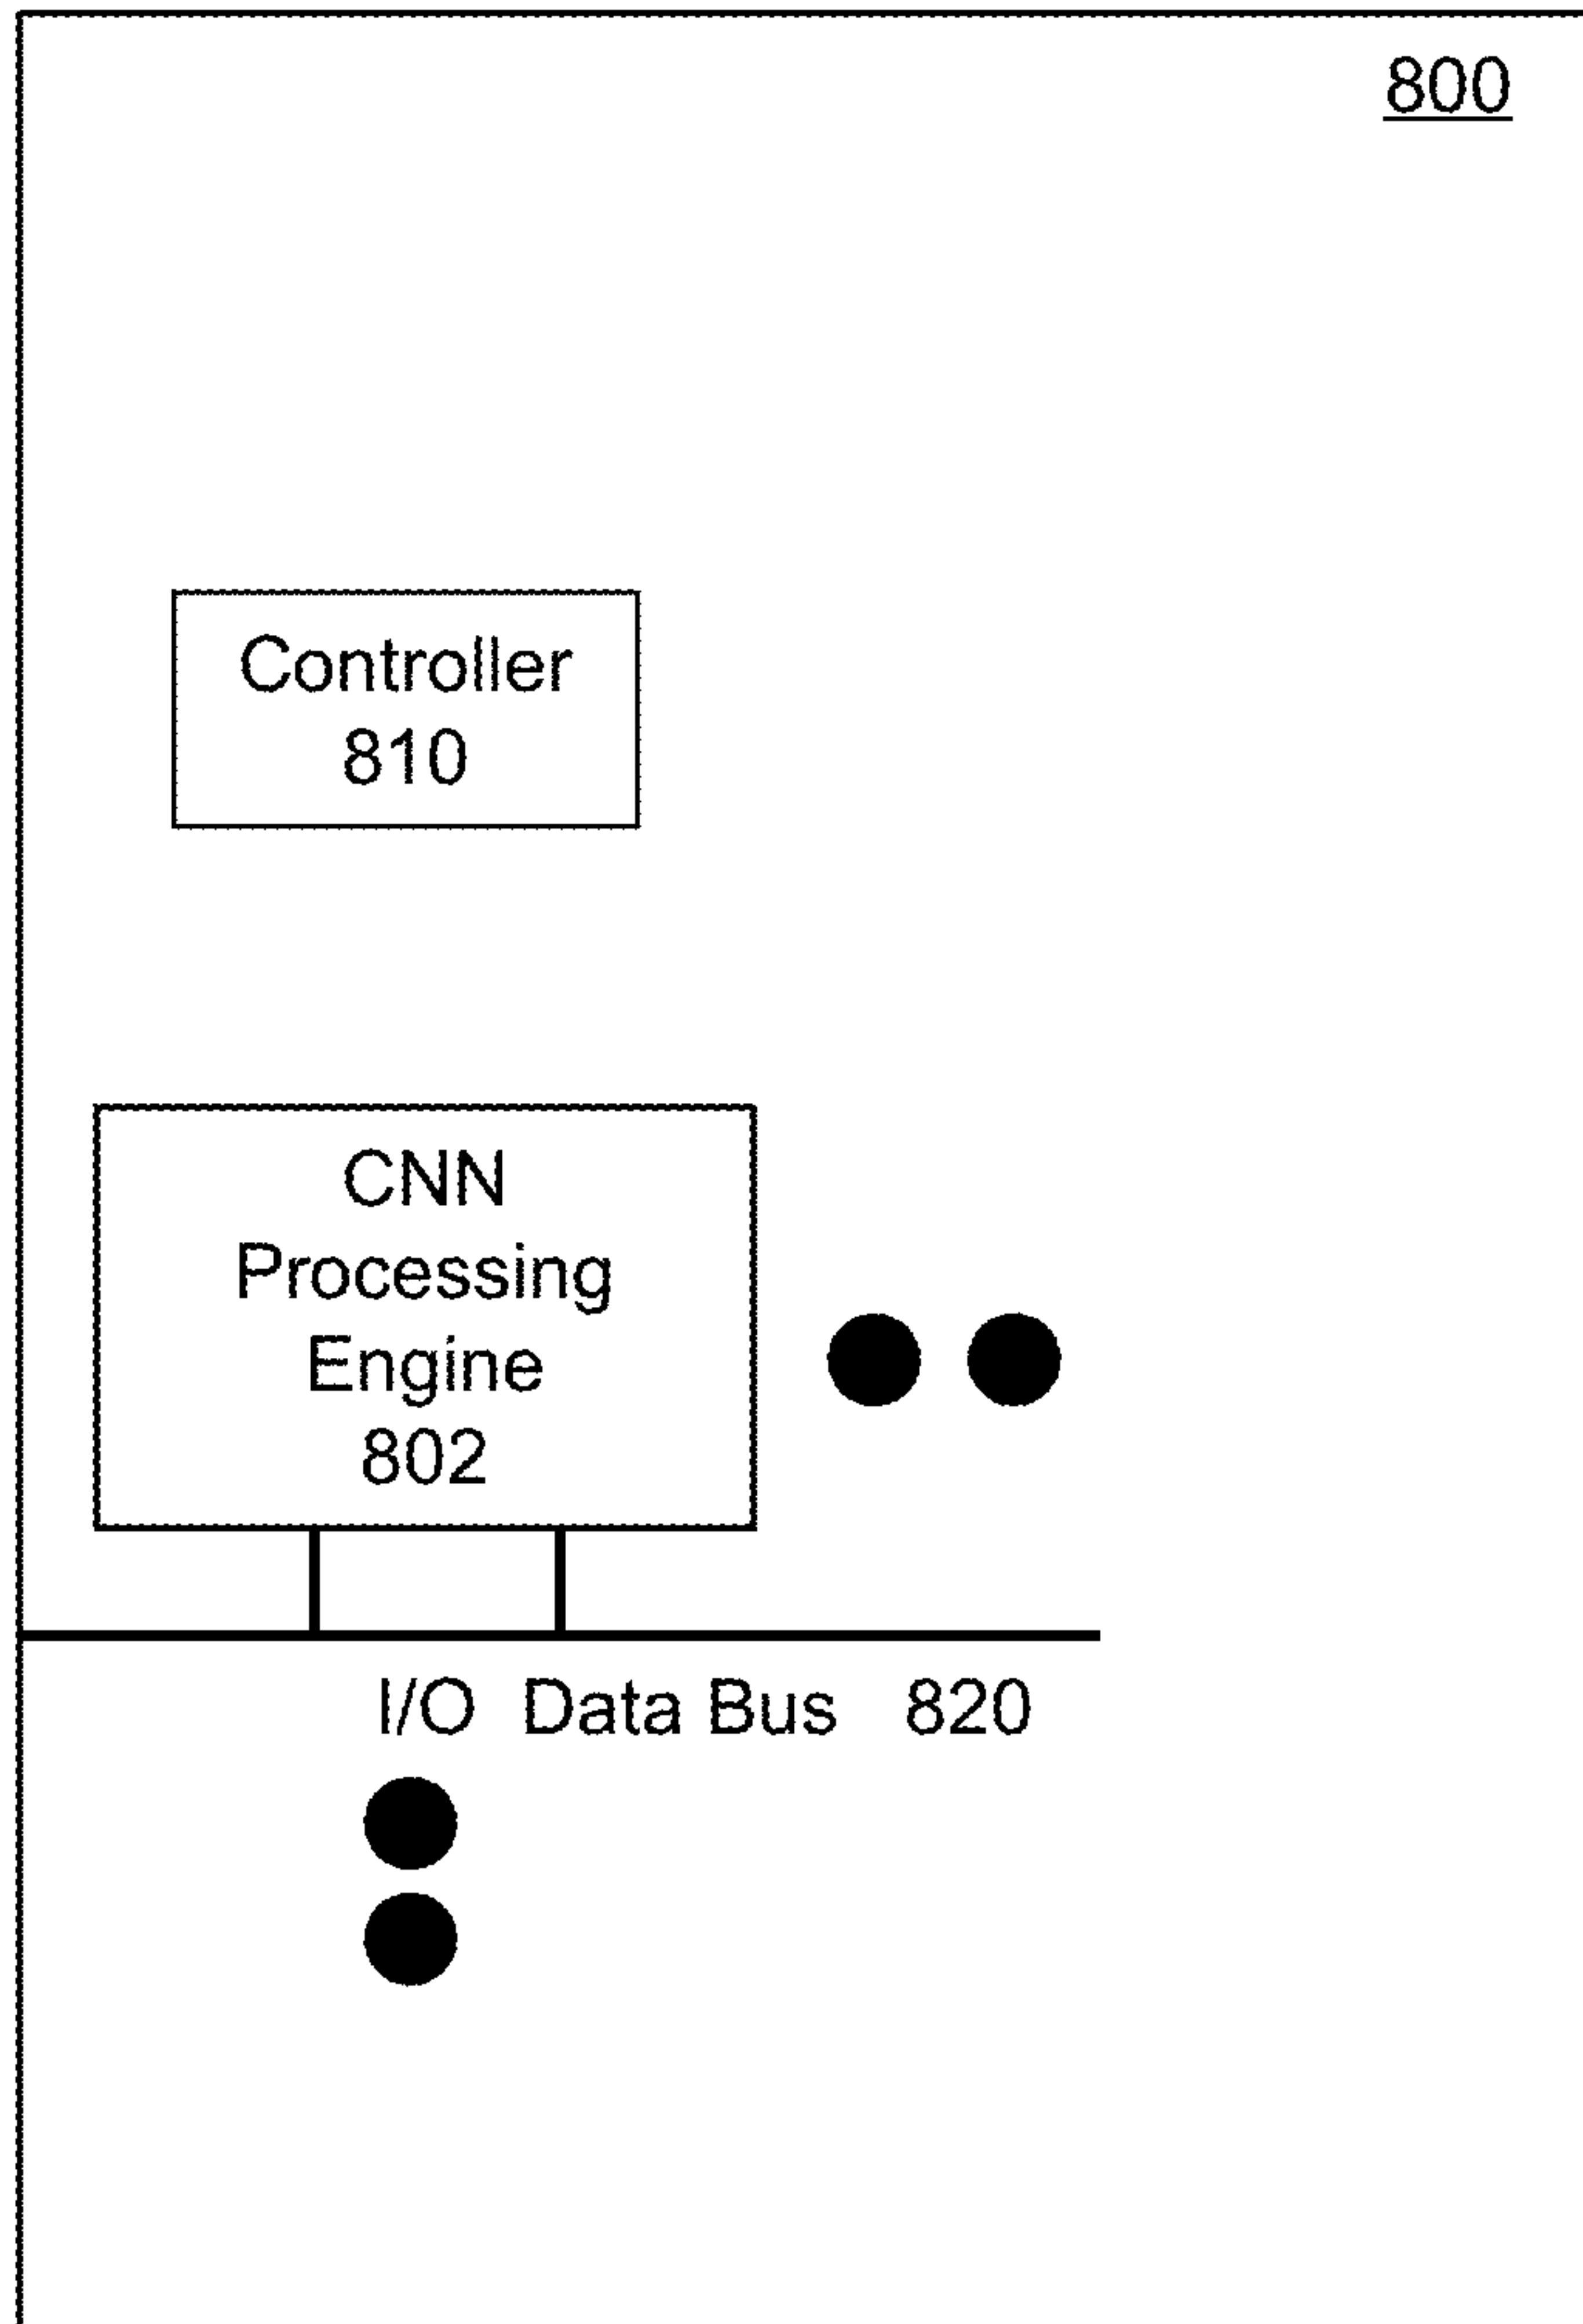 800
Controller
810
CNN
Processing
Engine
802
I/O Data Bus 820